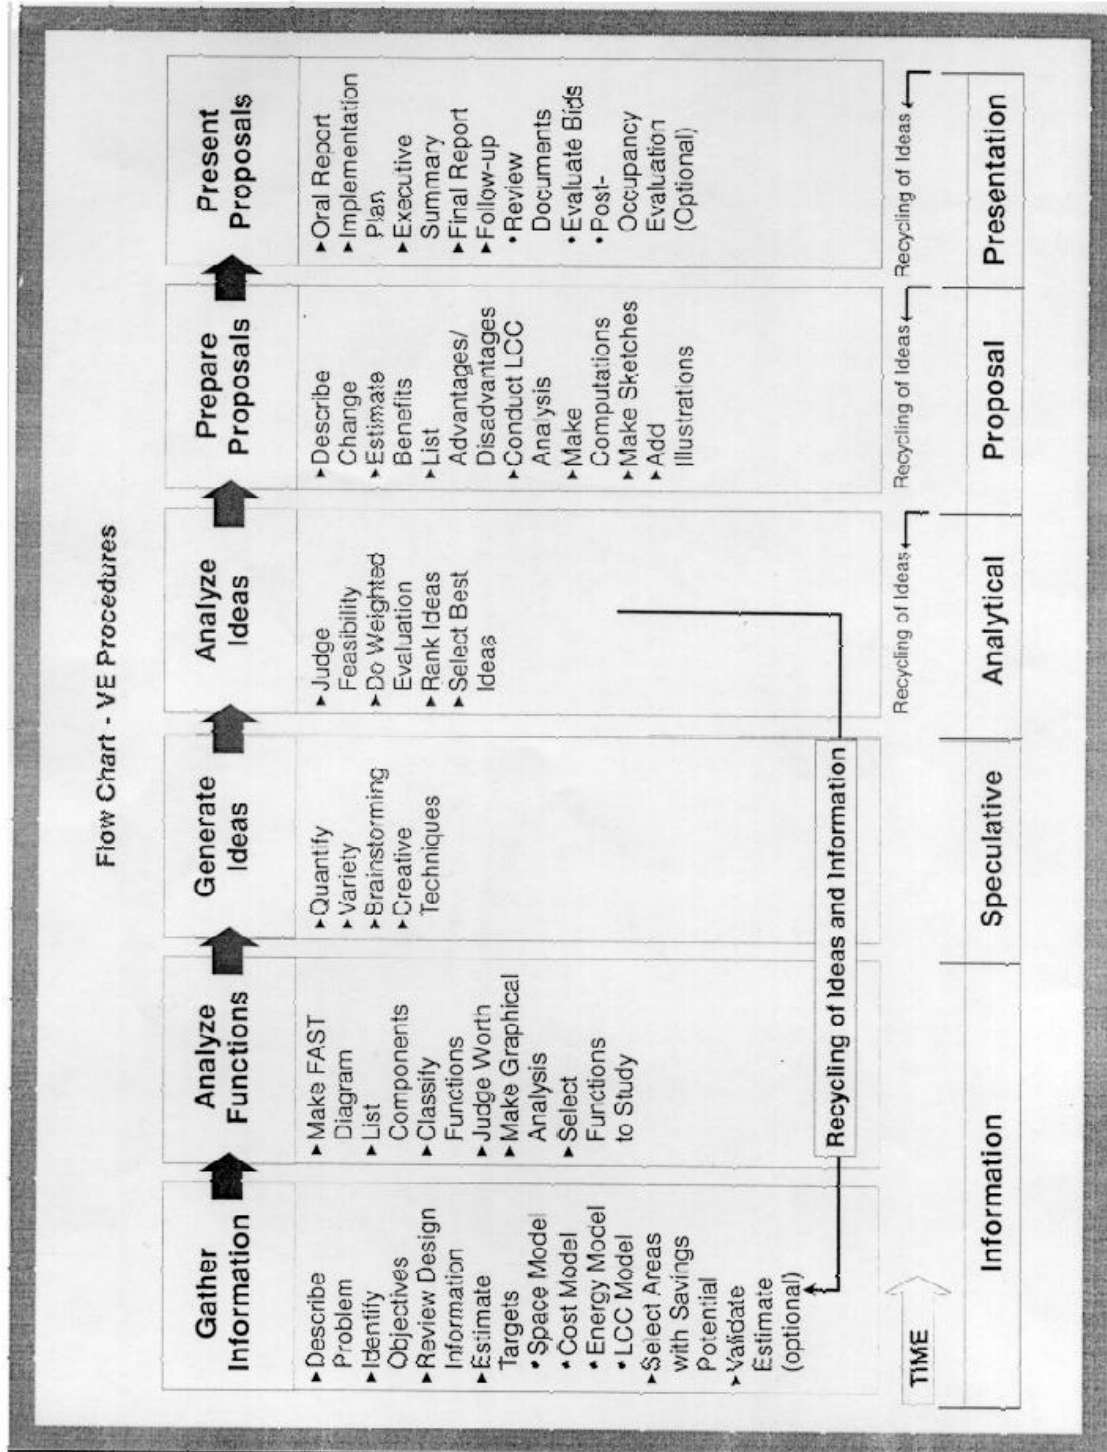 Flow Chart - VE Procedures
Gather
Information
▸Describe
Problem
▸Identify
Objectives
▸Review Design
Information
▸Estimate
Targets
• Space Model
• Cost Model
• Energy Model
• LCC Model
▸Select Areas
with Savings
Potential
▸Validate
Estimate
(optional)
Analyze
Functions
▸Make FAST
Diagram
▸List
Components
▸Classify
Functions
▸Judge Worth
▸Make Graphical
Analysis
▸Select
Functions
to Study
Generate
Ideas
▸Quantify
▸Variety
▸Brainstorming
▸Creative
Techniques
Analyze
Ideas
▸Judge
Feasibility
▸Do Weighted
Evaluation
▸Rank Ideas
▸Select Best
Ideas
Prepare
Proposals
▸Describe
Change
▸Estimate
Benefits
▸List
Advantages/
Disadvantages
▸Conduct LCC
Analysis
▸Make
Computations
▸Make Sketches
▸Add
Illustrations
Present
Proposals
▸Oral Report
▸Implementation
Plan
▸Executive
Summary
▸Final Report
▸Follow-up
• Review
Documents
• Evaluate Bids
• Post-
Occupancy
Evaluation
(Optional)
Recycling of Ideas and Information
Recycling of Ideas
Recycling of Ideas
Recycling of Ideas
TIME
Information
Speculative
Analytical
Proposal
Presentation